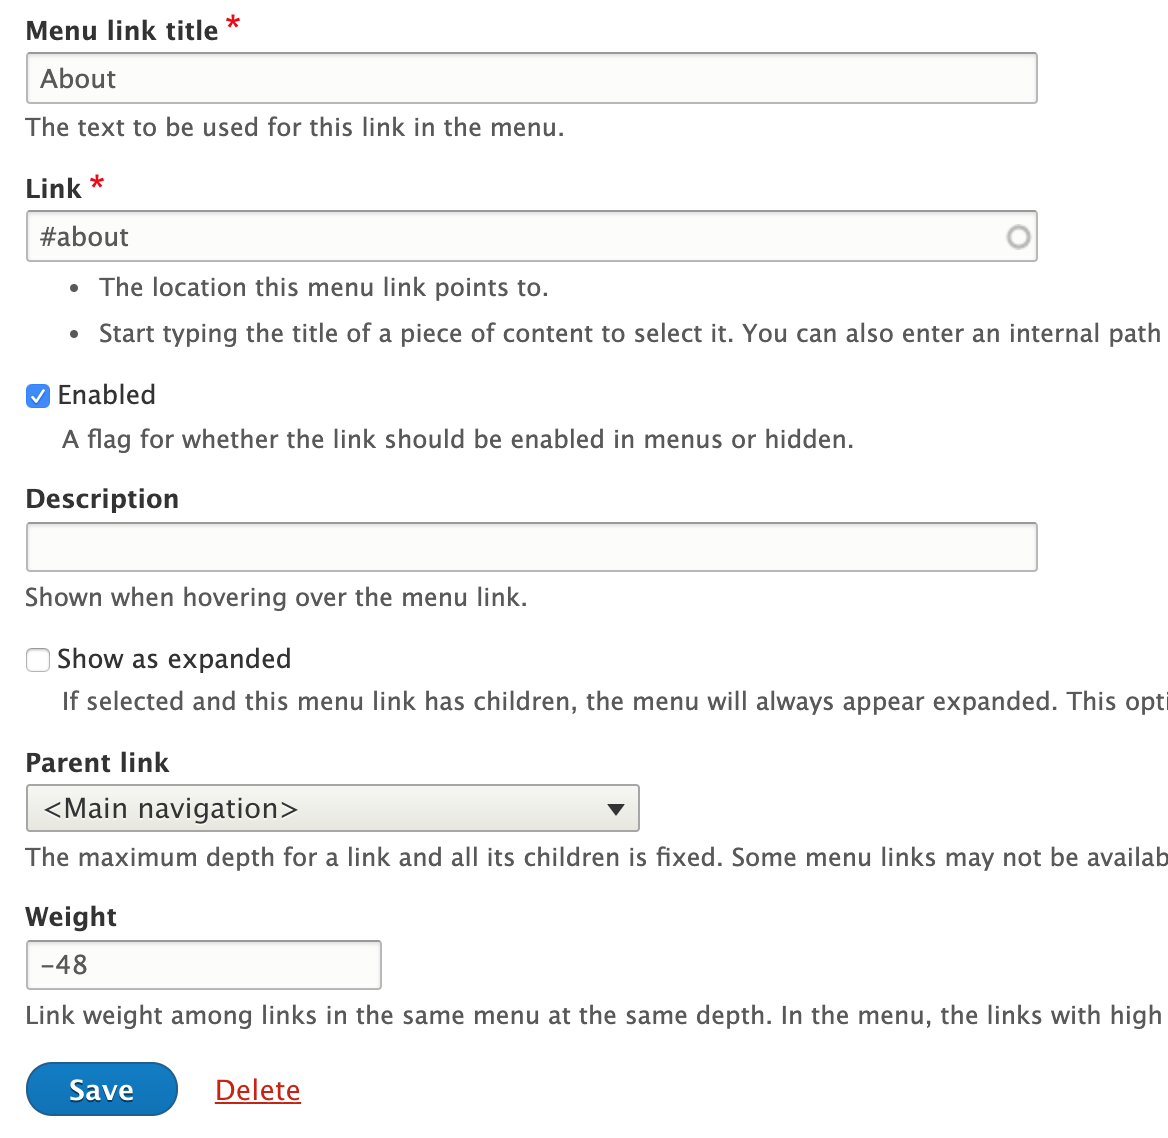 Menu link title *
About
The text to be used for this link in the menu.
Link *
#about
• The location this menu link points to.
• Start typing the title of a piece of content to select it. You can also enter an internal path
Enabled
A flag for whether the link should be enabled in menus or hidden.
Description
Shown when hovering over the menu link.
Show as expanded
If selected and this menu link has children, the menu will always appear expanded. This opti
Parent link
<Main navigation>
The maximum depth for a link and all its children is fixed. Some menu links may not be availab
Weight
-48
Link weight among links in the same menu at the same depth. In the menu, the links with high
Save Delete